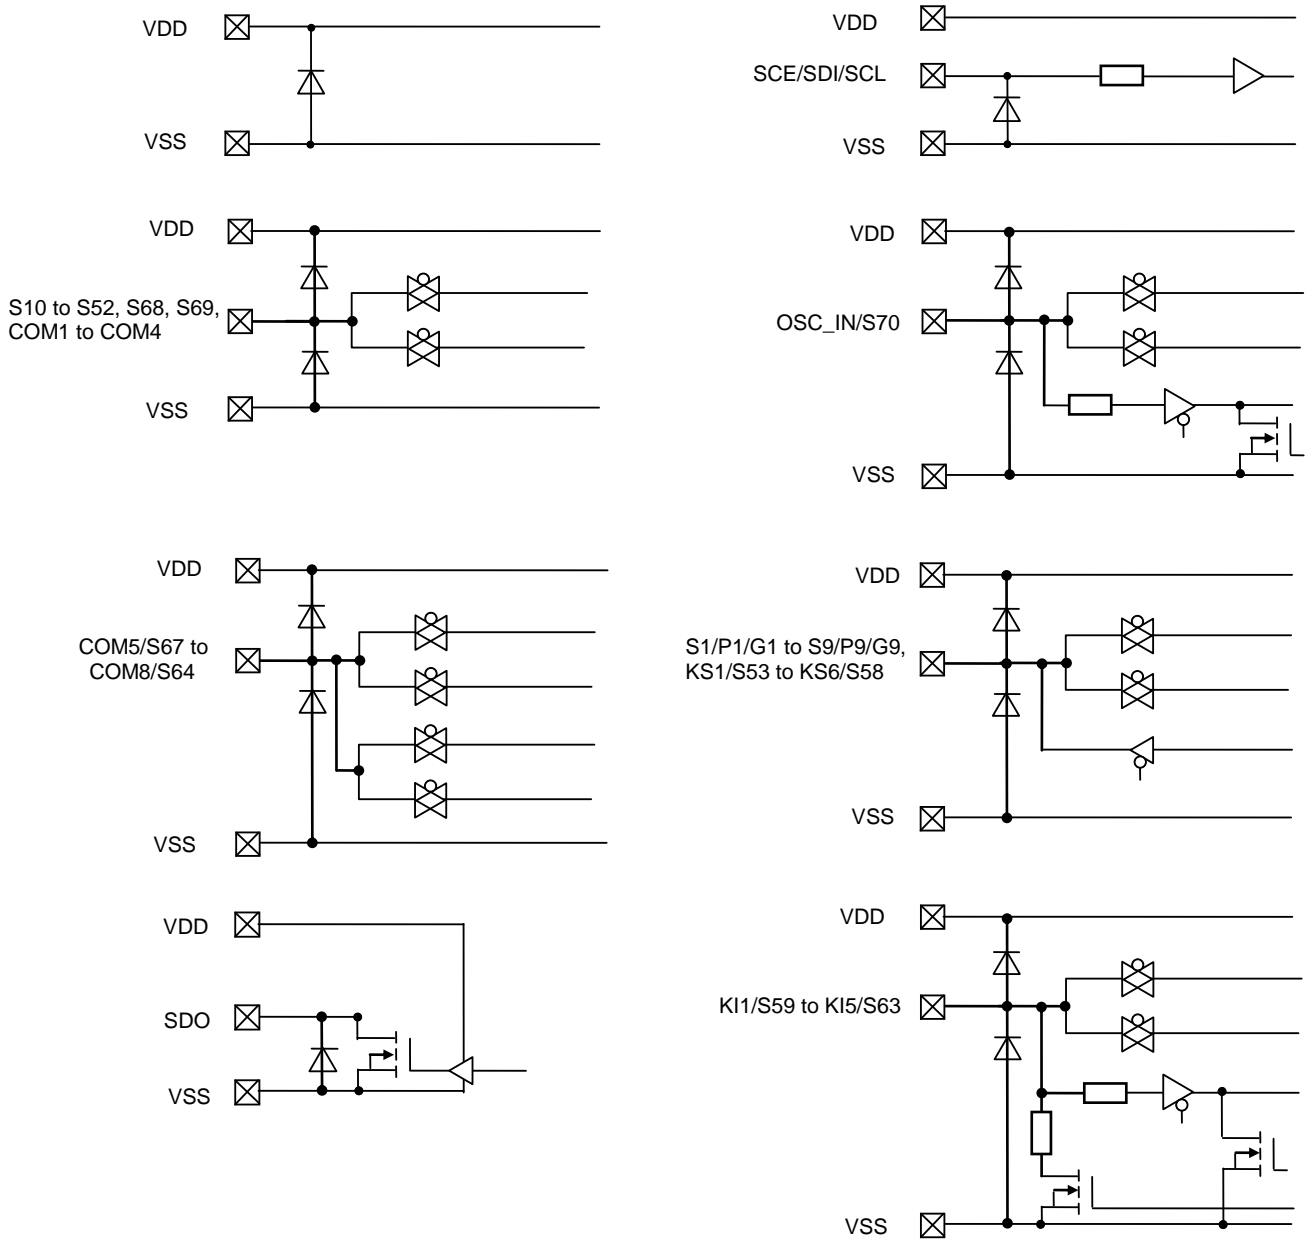 VDD
VSS
VDD
SCE/SDI/SCL
VSS
VDD
S10 to S52, S68, S69,
COM1 to COM4
VSS
VDD
OSC_IN/S70
VSS
VDD
COM5/S67 to
COM8/S64
VSS
VDD
S1/P1/G1 to S9/P9/G9,
KS1/S53 to KS6/S58
VSS
VDD
SDO
VSS
VDD
KI1/S59 to KI5/S63
VSS